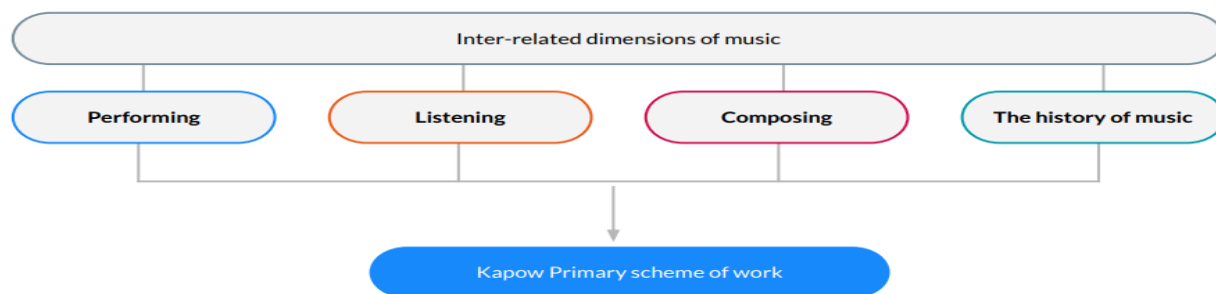 Inter-related dimensions of music
Performing
Listening
Composing
The history of music
Kapow Primary scheme of work